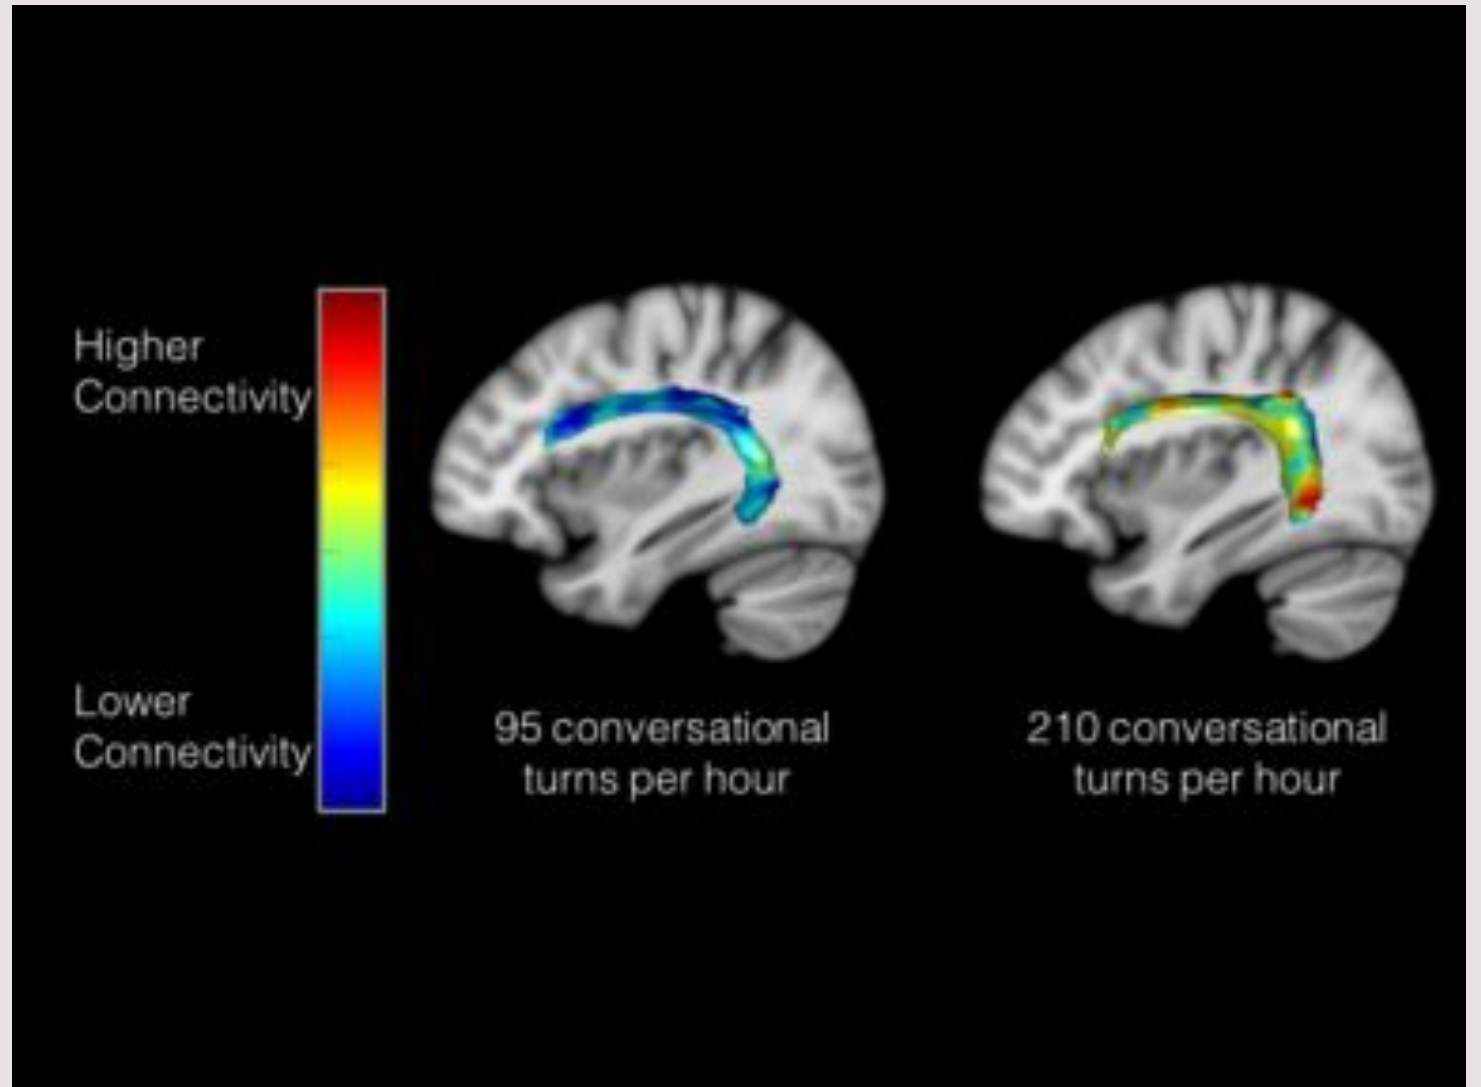 Higher
Connectivity
Lower
Connectivity
95 conversational
turns per hour
210 conversational
turns per hour